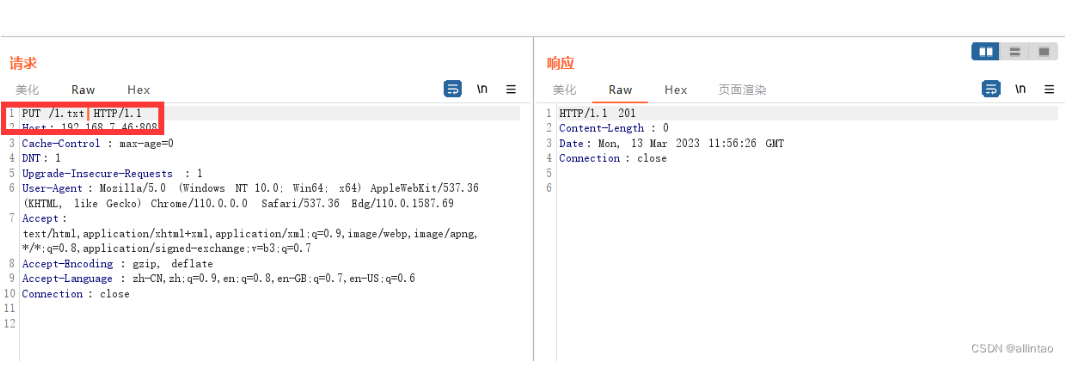 请求
美化 Raw Hex
\n
1 PUT /1.txt HTTP/1.1
2 Host: 192.168.7.46:808
3 Cache-Control : max-age=0
4 DNT: 1
5 Upgrade-Insecure-Requests : 1
6 User-Agent : Mozilla/5.0 (Windows NT 10.0; Win64; x64) AppleWebKit/537.36
(KHTML, like Gecko) Chrome/110.0.0.0 Safari/537.36 Edg/110.0.1587.69
7 Accept :
text/html,application/xhtml+xml,application/xml;q=0.9,image/webp,image/apng,
*/*;q=0.8,application/signed-exchange;v=b3;q=0.7
8 Accept-Encoding : gzip, deflate
9 Accept-Language : zh-CN,zh;q=0.9,en;q=0.8,en-GB;q=0.7,en-US;q=0.6
10 Connection : close
11
12
响应
美化 Raw Hex 页面渲染
\n
1 HTTP/1.1 201
2 Content-Length : 0
3 Date: Mon, 13 Mar 2023 11:56:26 GMT
4 Connection : close
5
6
CSDN @allintao